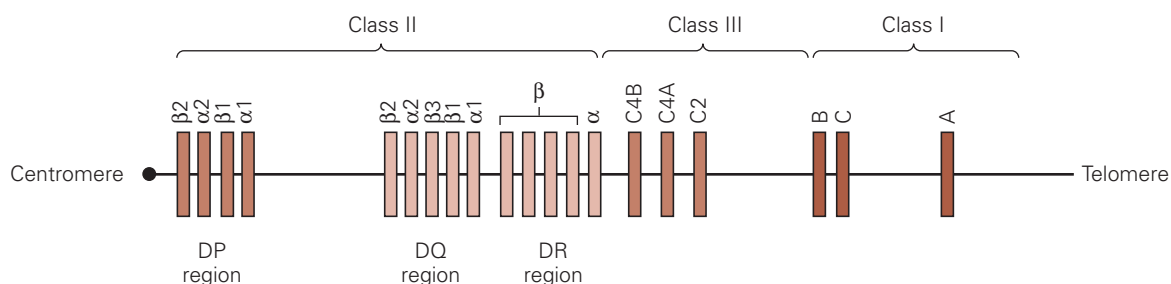 Class II Class III Class I
β2 α2 β1 α1 β2 α2 β3 β1 α1 β α C4B C4A C2 B C A
Centromere Telomere
DP DQ DR
region region region